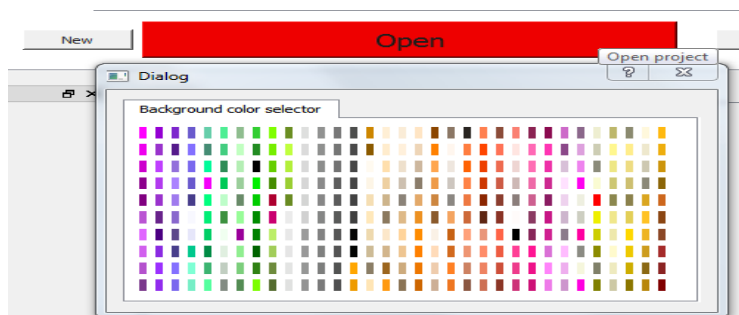 New
Open
Open project
Dialog
Background color selector